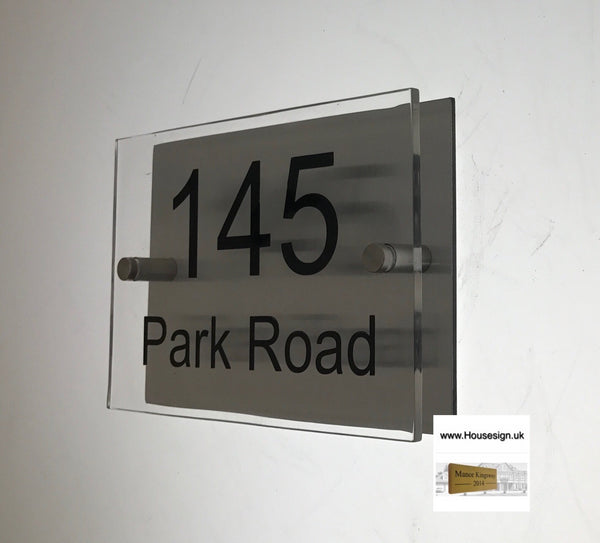 145
Park Road
www.Housesign.uk
Manor Kingsway
2014